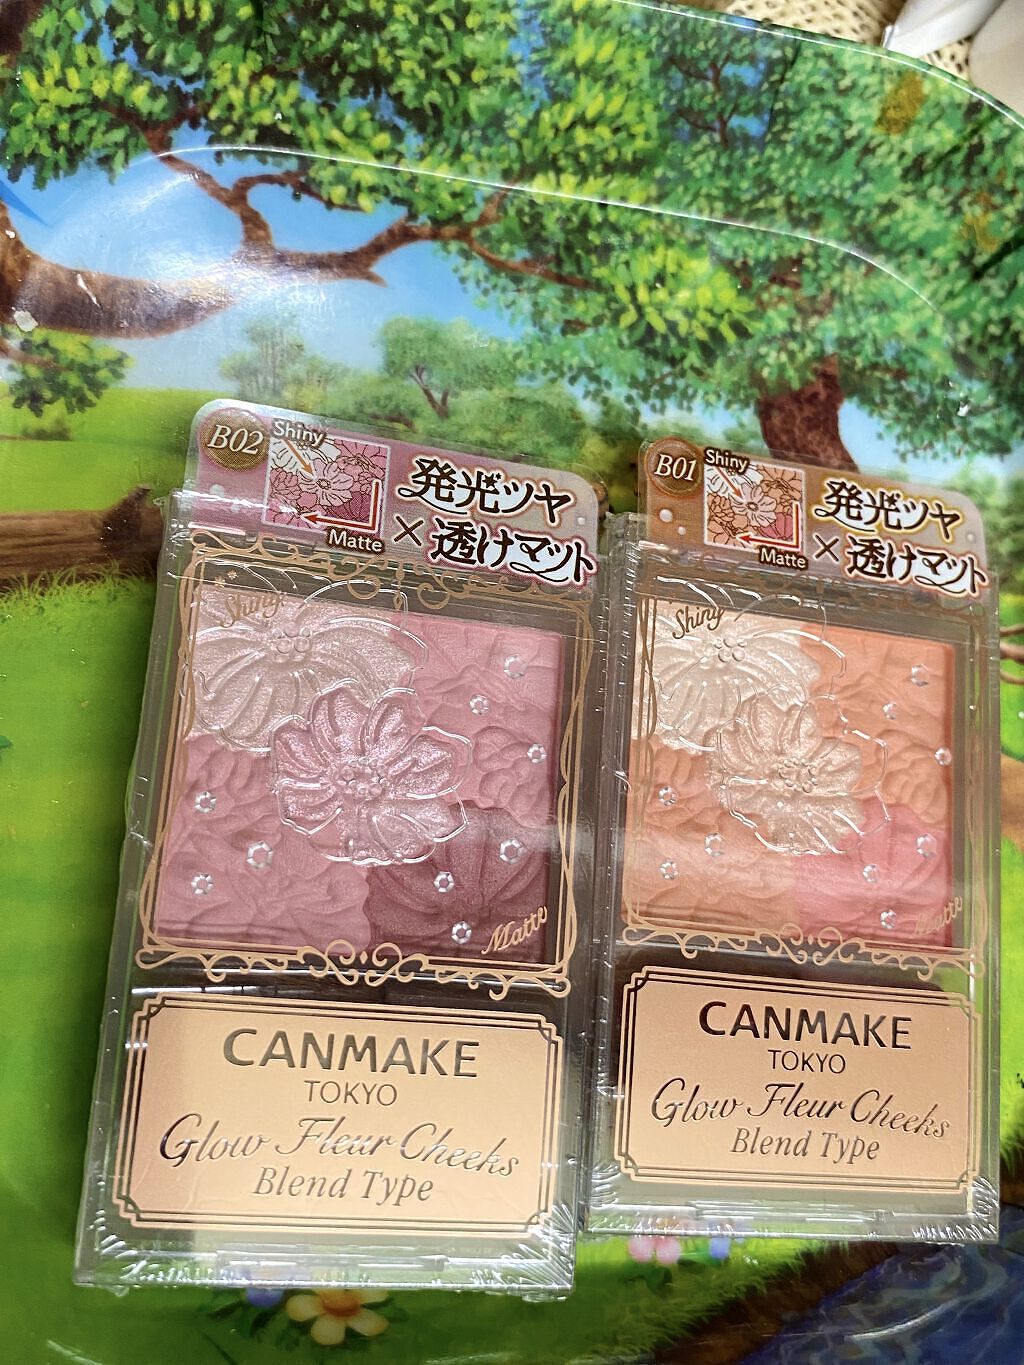 B02
Shiny
Matte
発光ツヤ
×透けマット
Shiny
Matte
CANMAKE
TOKYO
Glow Fleur Cheeks
Blend Type
B01
Shiny
Matte
発光ツヤ
×透けマット
Shiny
Matte
CANMAKE
TOKYO
Glow Fleur Cheeks
Blend Type